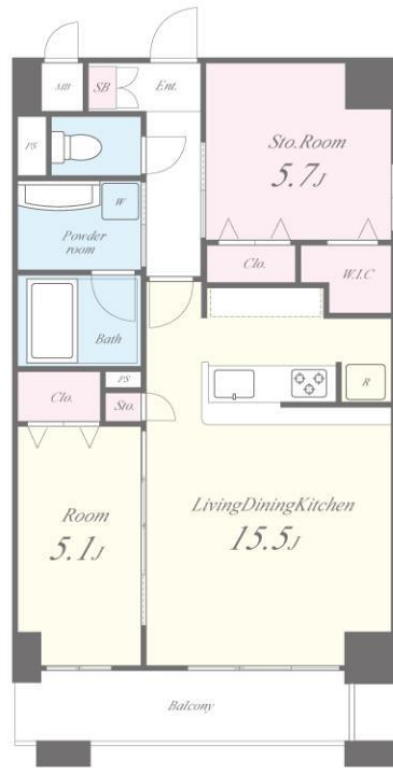 MB
SB
Ent.
PS
Sto.Room
5.7J
W
Powder
room
Clo.
W.I.C
Bath
PS
R
Clo.
Sto.
Room
5.1J
LivingDiningKitchen
15.5J
Balcony